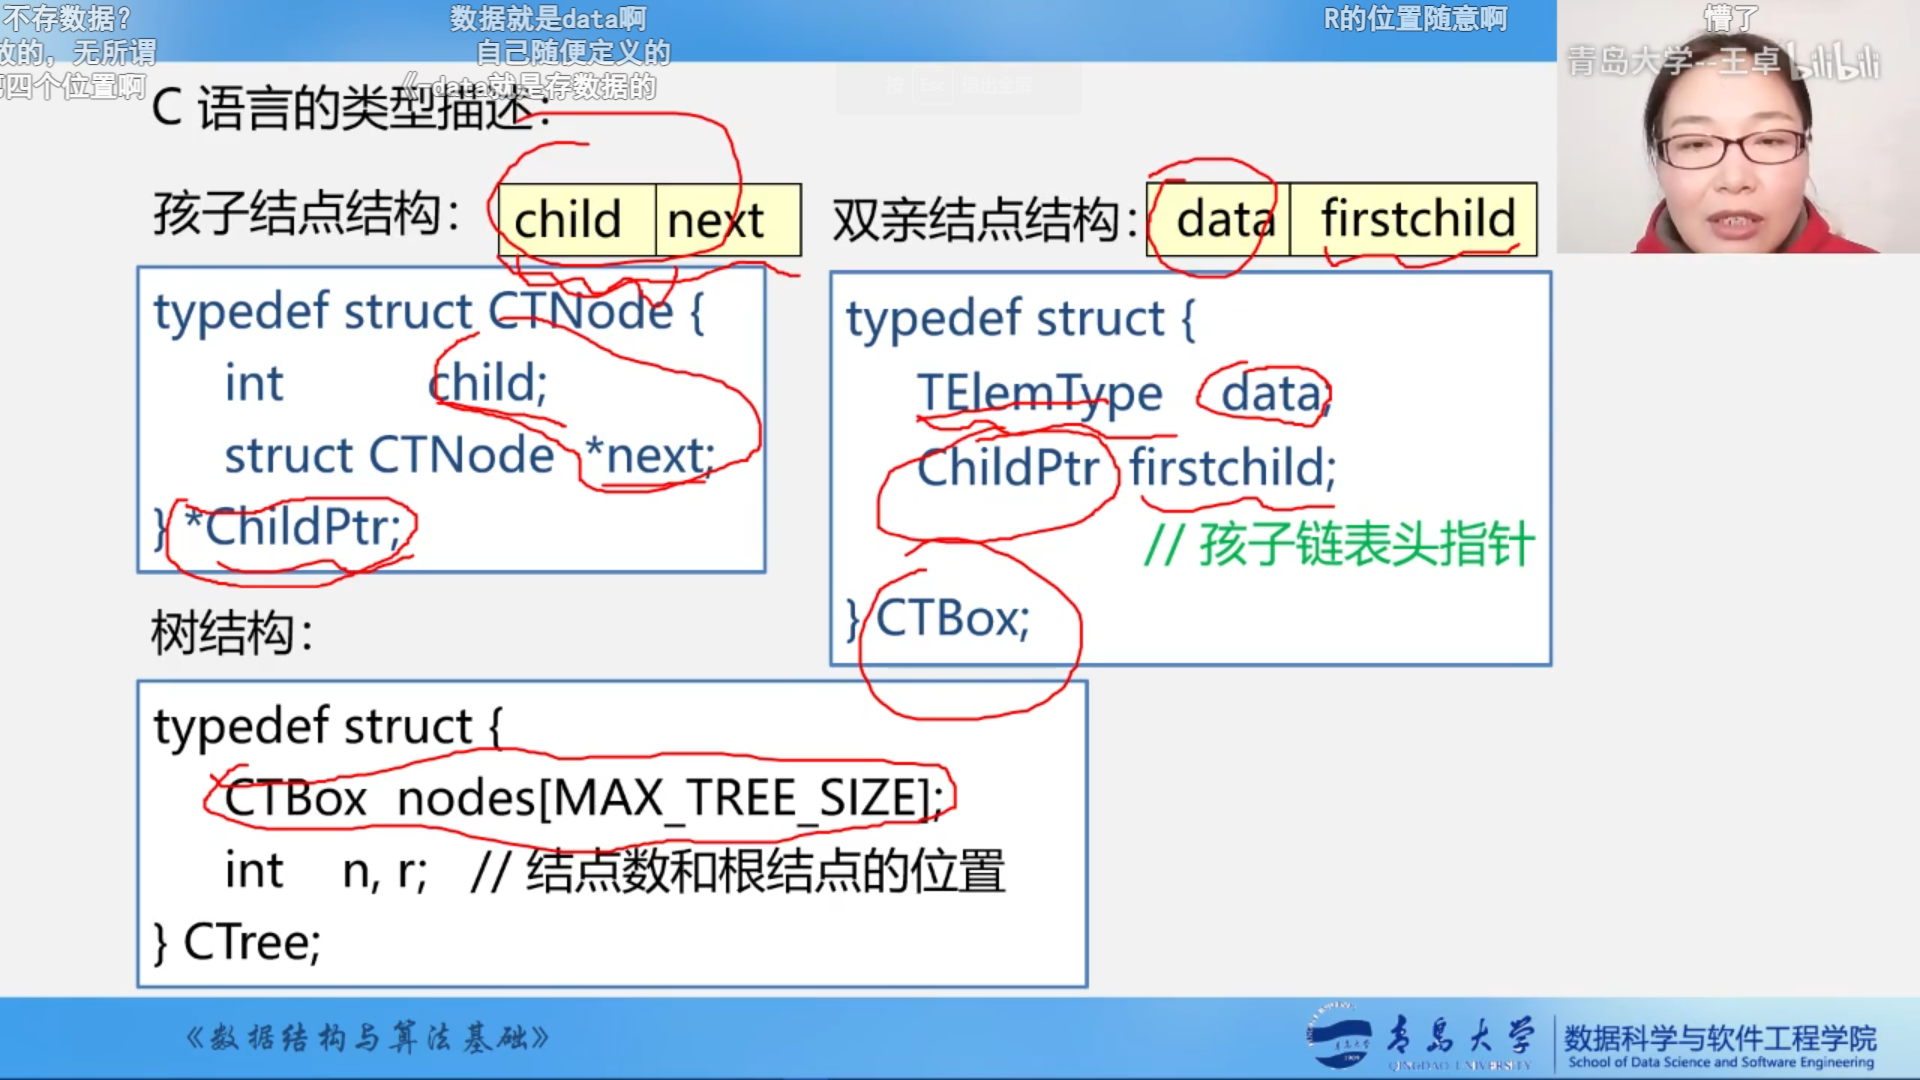 不存数据？
数据就是data啊
R的位置随意啊
懵了
的，无所谓
自己随便定义的
青岛大学--王卓 bilibili
四个位置啊
data就是存数据的
C 语言的类型描述：
孩子结点结构：
child next
双亲结点结构：
data firstchild
typedef struct CTNode {
int child;
struct CTNode *next;
} *ChildPtr;
typedef struct {
TElemType data;
ChildPtr firstchild;
// 孩子链表头指针
} CTBox;
树结构：
typedef struct {
CTBox nodes[MAX_TREE_SIZE];
int n, r; // 结点数和根结点的位置
} CTree;
《数据结构与算法基础》
青岛大学
QINGDAO UNIVERSITY
数据科学与软件工程学院
School of Data Science and Software Engineering